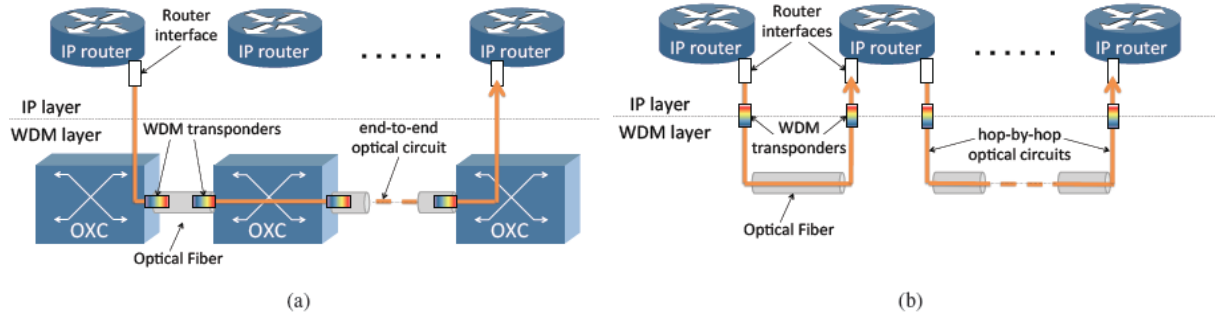 IP router
Router
interface
IP router
IP router
IP layer
WDM layer
WDM transponders
end-to-end
optical circuit
OXC
OXC
OXC
Optical Fiber
(a)
IP router
Router
interfaces
IP router
IP router
IP layer
WDM layer
WDM
transponders
hop-by-hop
optical circuits
Optical Fiber
(b)